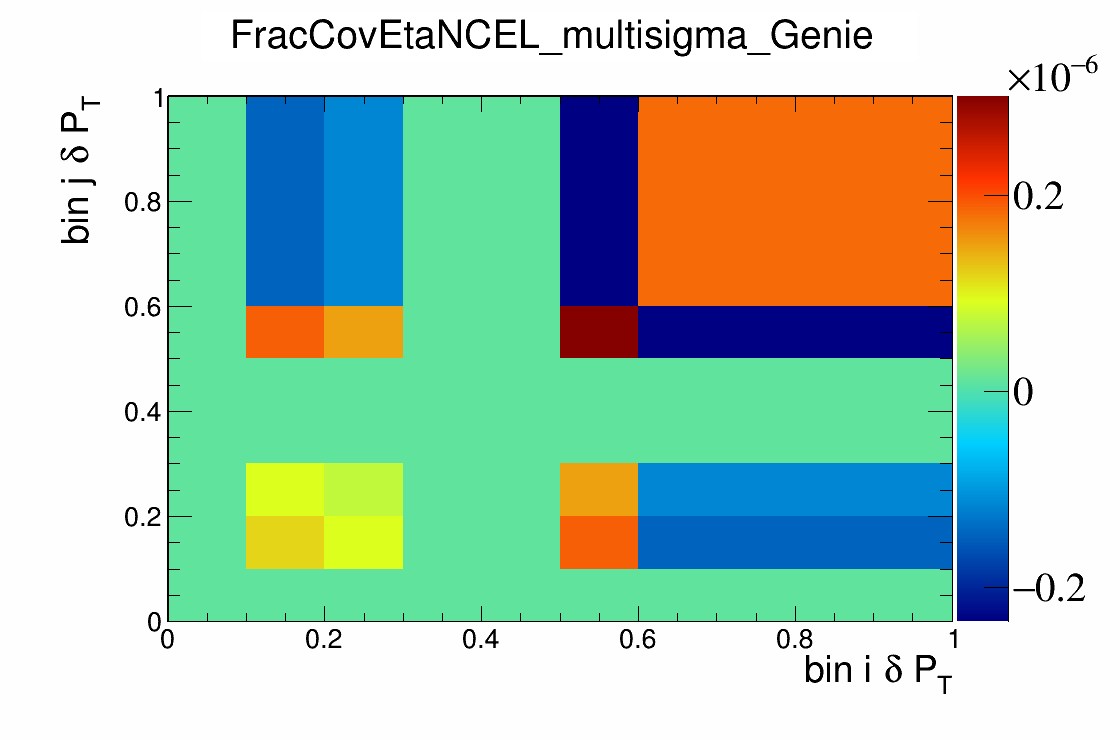 FracCovEtaNCEL_multisigma_Genie
×10⁻⁶
bin j δ P_T
1
0.8
0.6
0.4
0.2
0
0 0.2 0.4 0.6 0.8 1
bin i δ P_T
0.2
0
−0.2